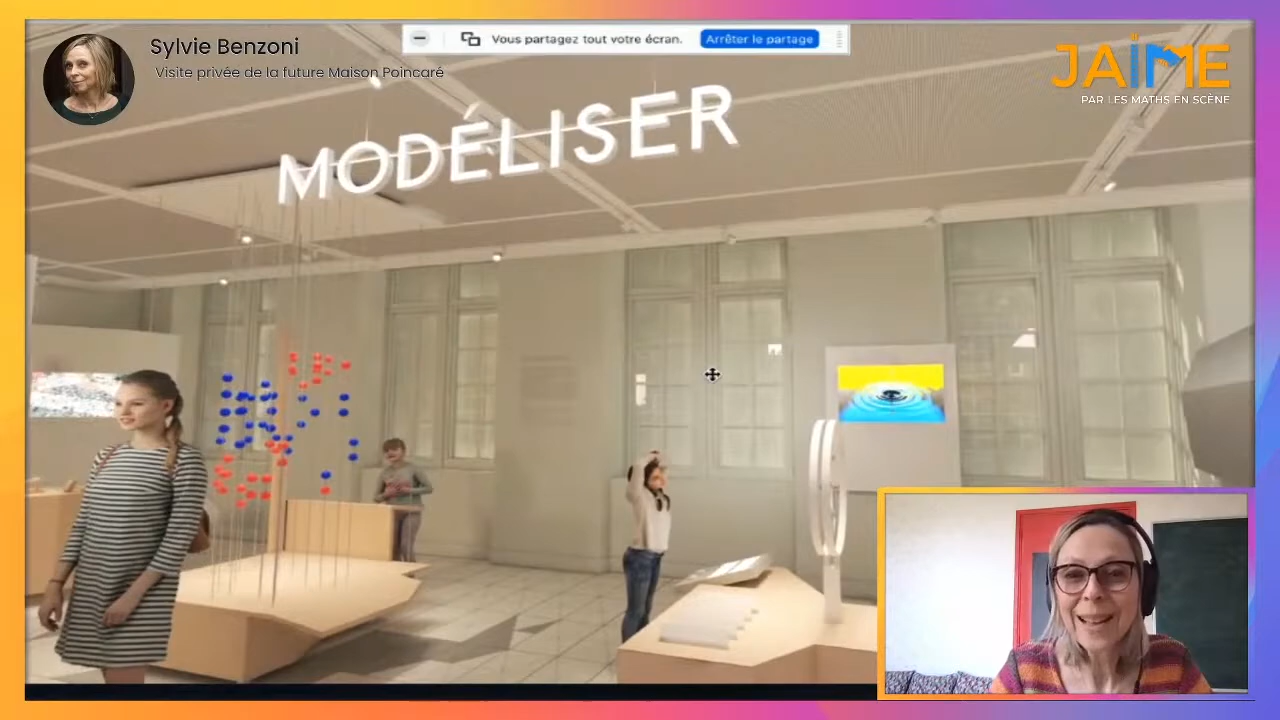 Sylvie Benzoni
Visite privée de la future Maison Poincaré
Vous partagez tout votre écran.
Arrêter le partage
JAIME
PAR LES MATHS EN SCÈNE
MODÉLISER